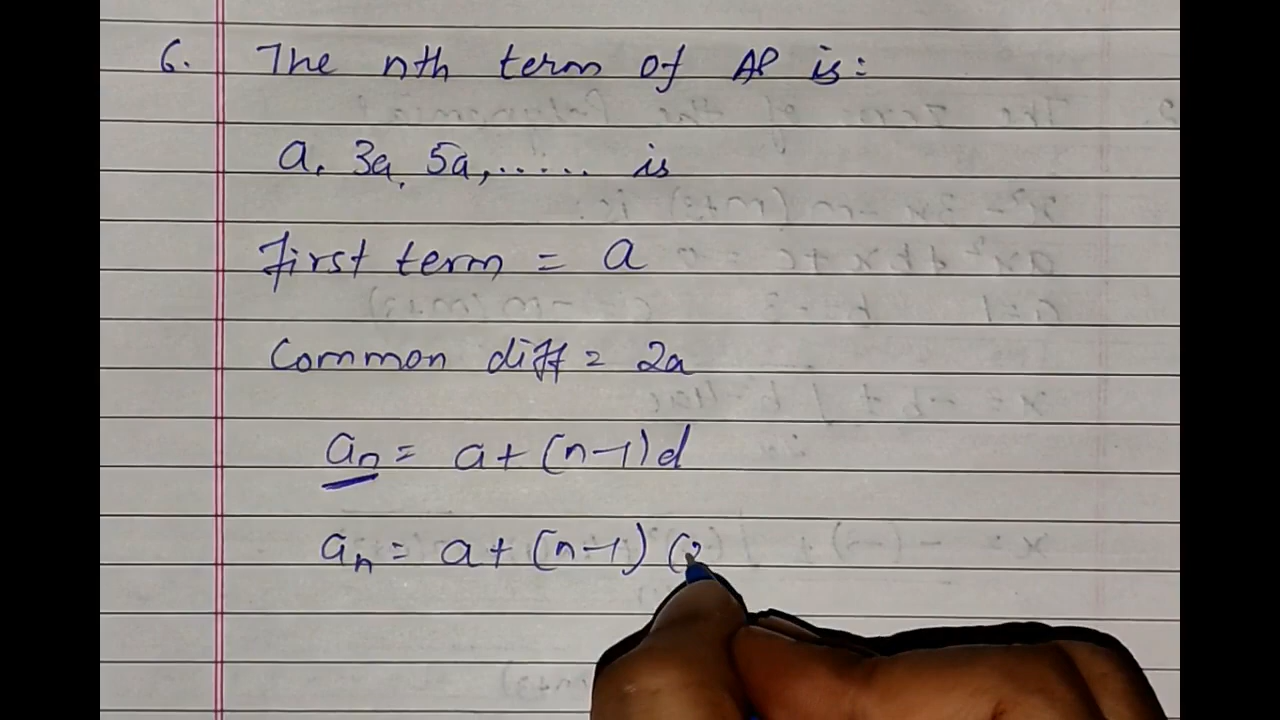 6. The nth term of AP is:
a, 3a, 5a,...... is
First term = a
Common diff = 2a
an = a + (n-1)d
an = a + (n-1) (2